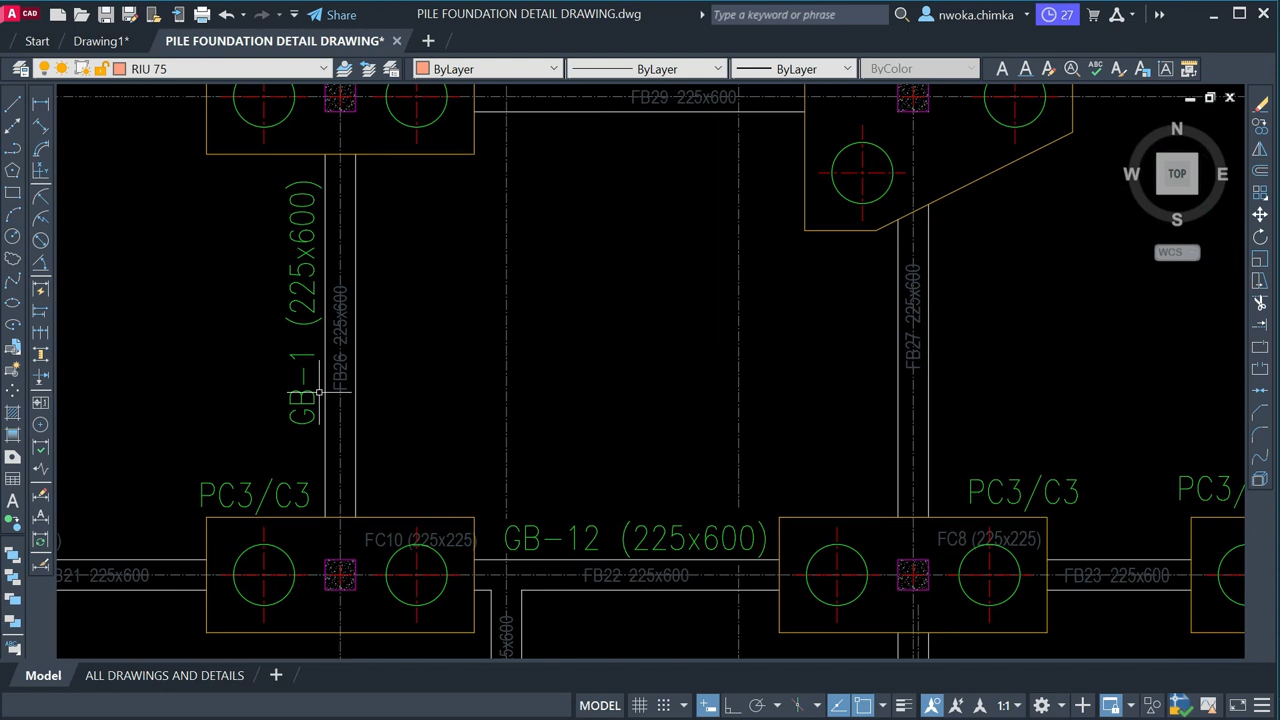 A CAD
Share
PILE FOUNDATION DETAIL DRAWING.dwg
Type a keyword or phrase
nwoka.chimka
27
Start
Drawing1*
PILE FOUNDATION DETAIL DRAWING*
RIU 75
ByLayer
ByLayer
ByLayer
ByColor
FB29 225x600
N
W
TOP
E
S
WCS
GB-1 (225x600)
FB26 225x600
FB27 225x600
PC3/C3
PC3/C3
PC3/
FC10 (225x225)
GB-12 (225x600)
FC8 (225x225)
B21 225x600
FB22 225x600
FB23 225x600
5x600
Model
ALL DRAWINGS AND DETAILS
MODEL
1:1